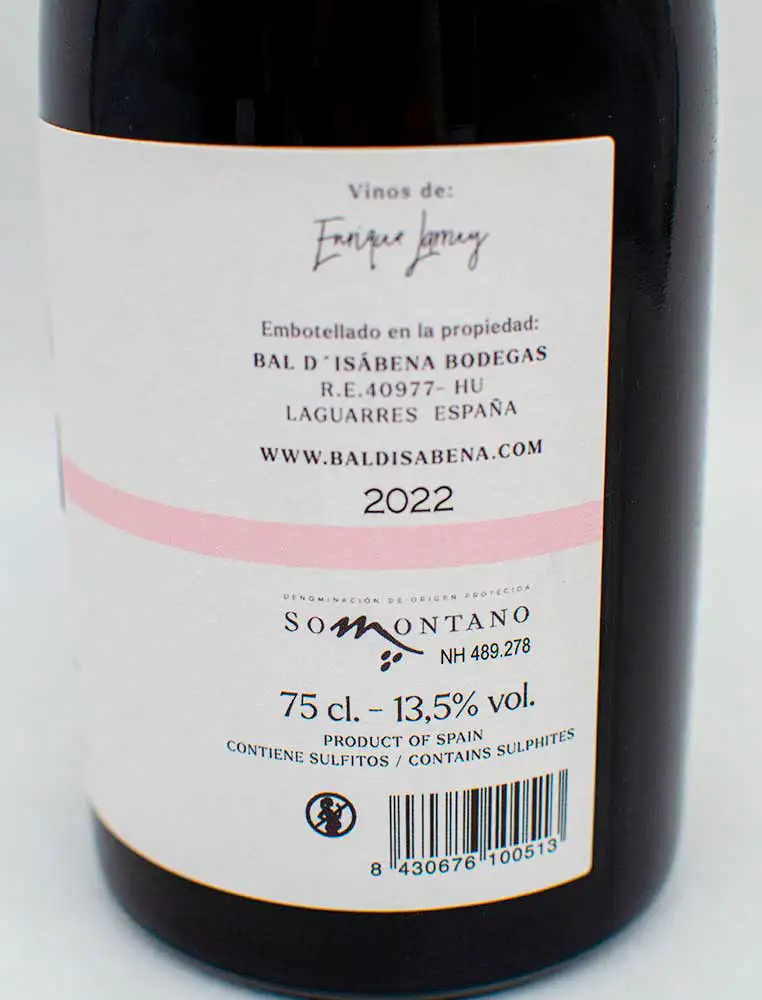 Vinos de:
Enrique
Embotellado en la propiedad:
BAL D´ISÁBENA BODEGAS
R.E.40977- HU
LAGUARRES ESPAÑA
WWW.BALDISABENA.COM
2022
DENOMINACIÓN DE ORIGEN PROTEGIDA
SOMONTANO
NH 489.278
75 cl. – 13,5% vol.
PRODUCT OF SPAIN
CONTIENE SULFITOS / CONTAINS SULPHITES
8 430676 100513